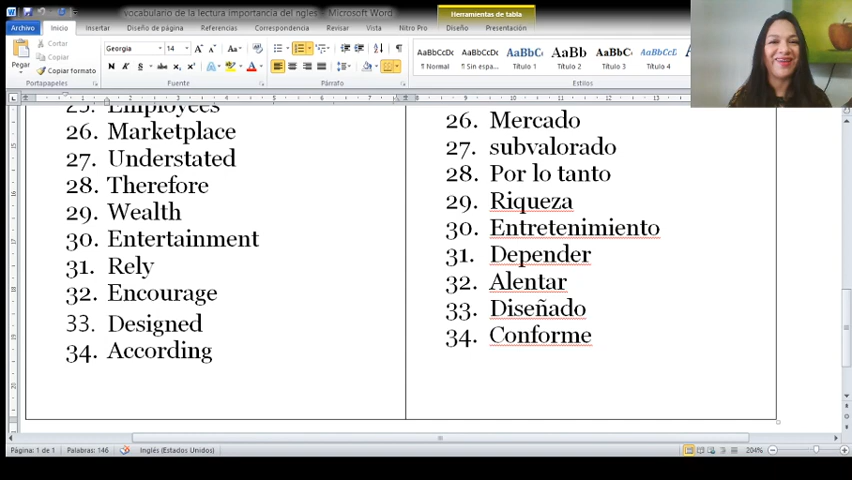 vocabulario de la lectura importancia del ngles - Microsoft Word
Herramientas de tabla
Archivo Inicio Insertar Diseño de página Referencias Correspondencia Revisar Vista Nitro Pro Diseño Presentación
Pegar
Cortar
Copiar
Copiar formato
Georgia 14
AaBbCcDc AaBbCcDc AaBbC AaBb AaBbC AaBbCc
¶ Normal ¶ Sin espa... Título 1 Título 2 Título 3 Título 4
Portapapeles Fuente Párrafo Estilos
25. Employees
26. Marketplace
27. Understated
28. Therefore
29. Wealth
30. Entertainment
31. Rely
32. Encourage
33. Designed
34. According
26. Mercado
27. subvalorado
28. Por lo tanto
29. Riqueza
30. Entretenimiento
31. Depender
32. Alentar
33. Diseñado
34. Conforme
Página: 1 de 1 Palabras: 146 Inglés (Estados Unidos) 204%